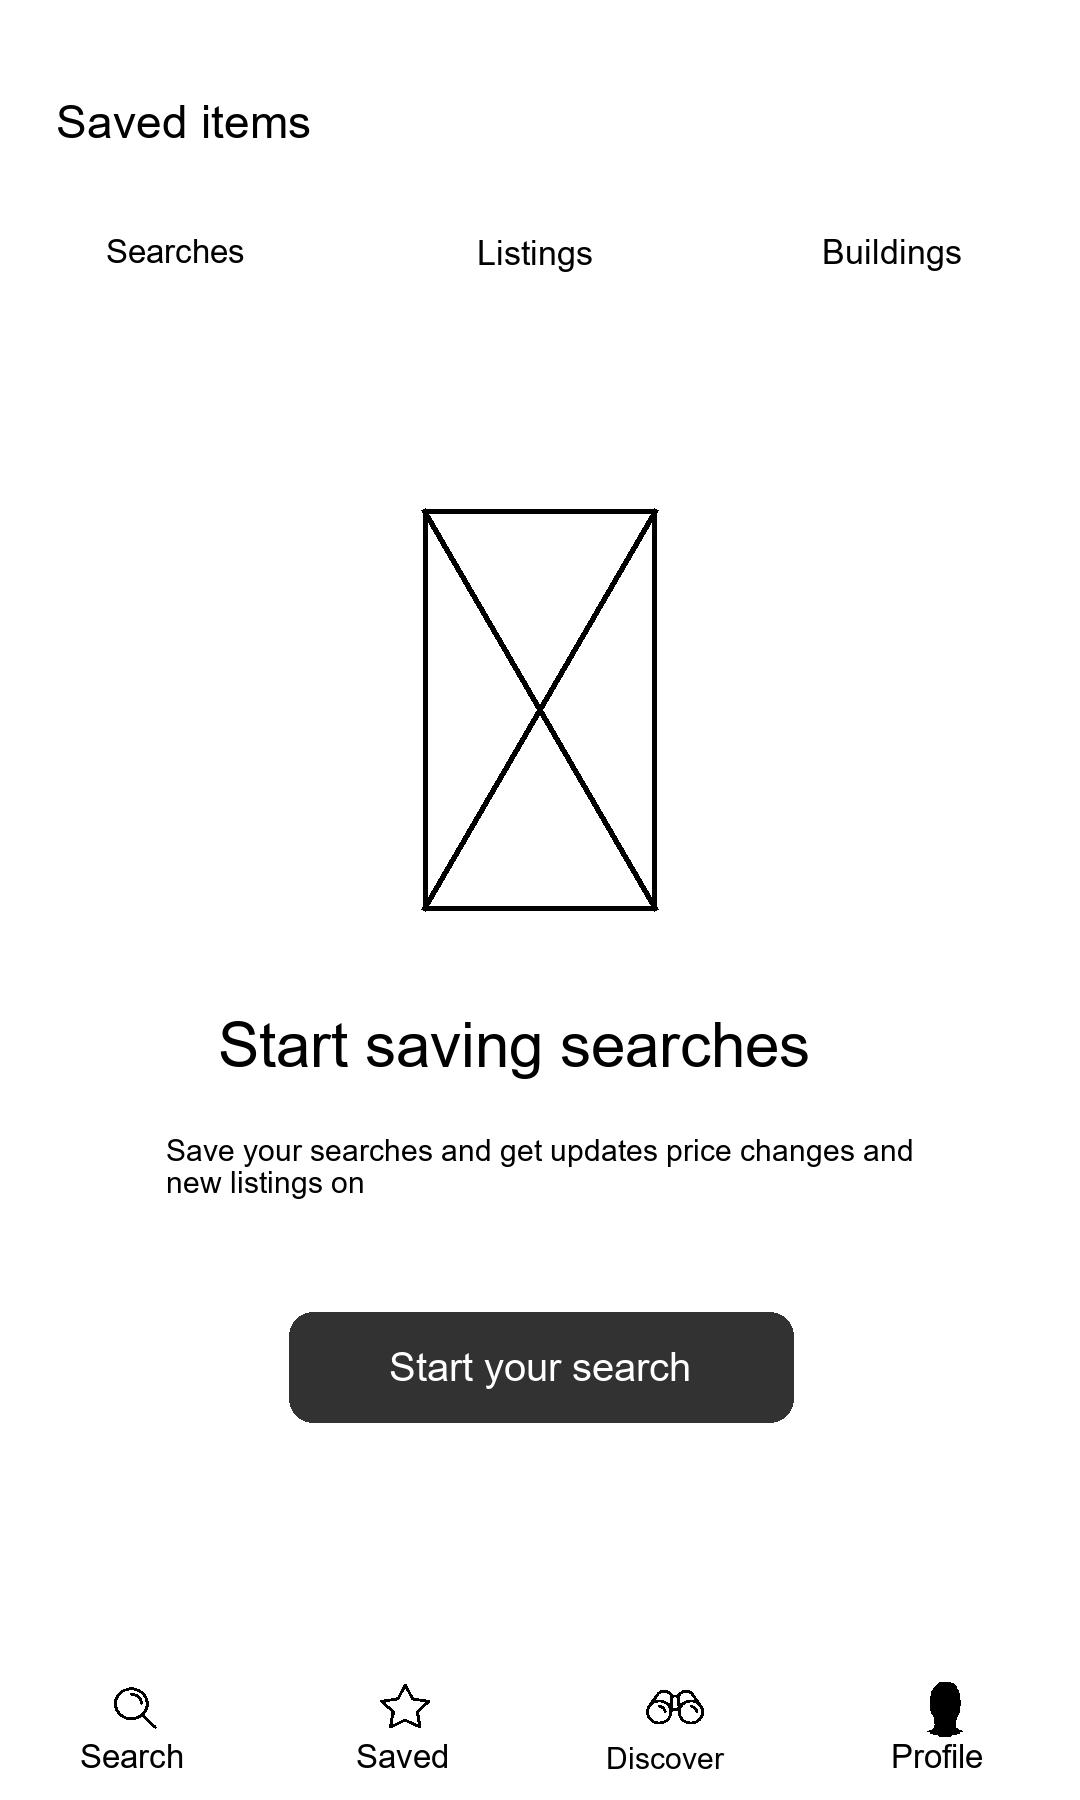 Saved items
Searches
Listings
Buildings
Start saving searches
Save your searches and get updates price changes and
new listings on
Start your search
Search
Saved
Discover
Profile